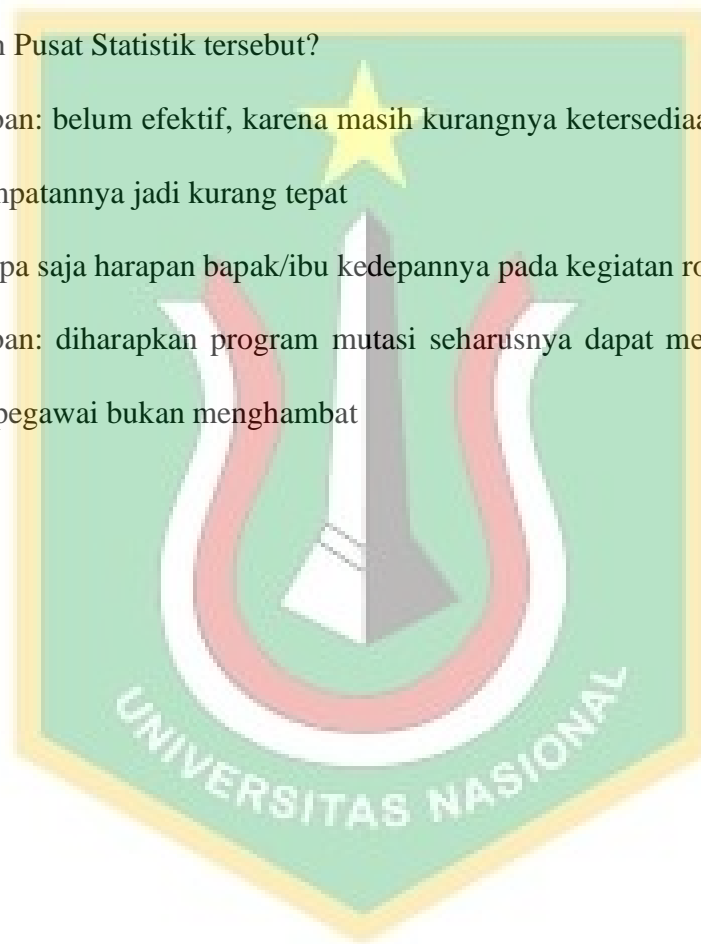 n Pusat Statistik tersebut?
ban: belum efektif, karena masih kurangnya ketersediaa
mpatannya jadi kurang tepat
pa saja harapan bapak/ibu kedepannya pada kegiatan ro
ban: diharapkan program mutasi seharusnya dapat me
pegawai bukan menghambat
UNIVERSITAS NASIONAL